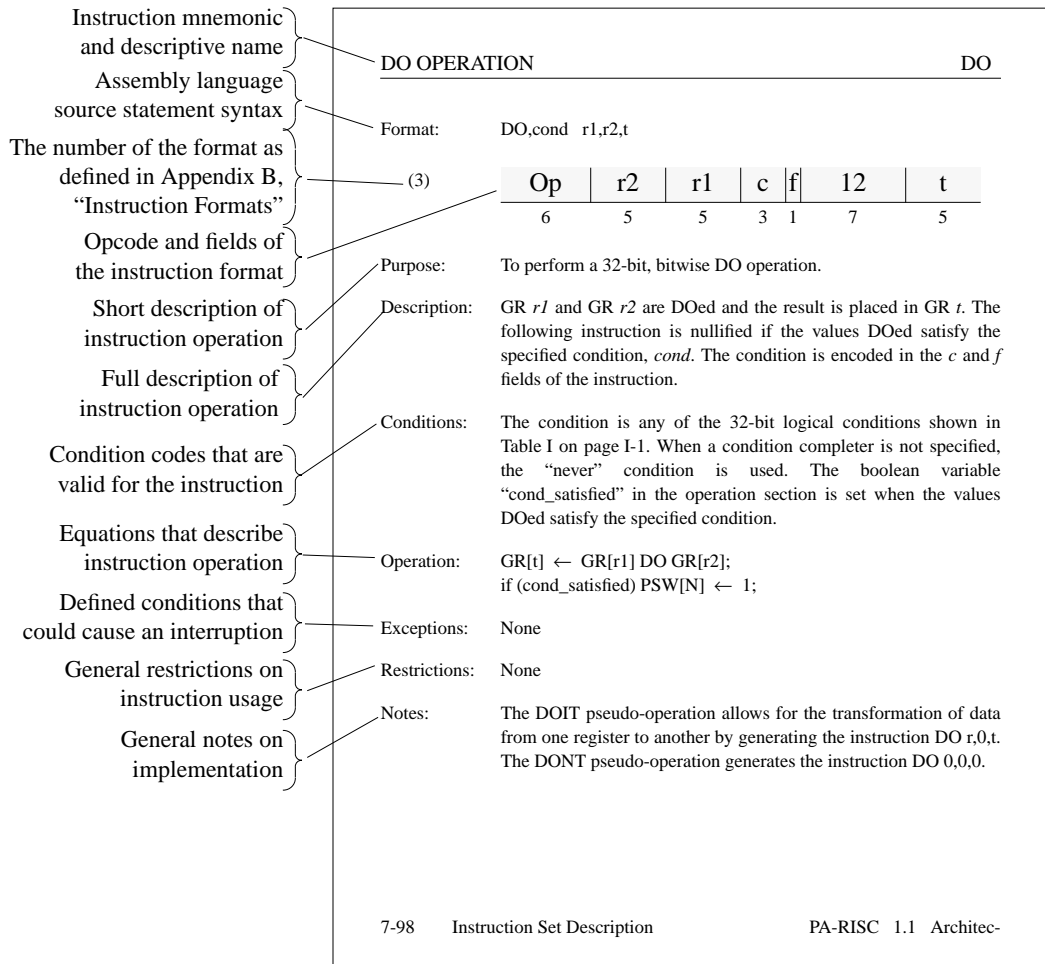 Instruction mnemonic
and descriptive name
Assembly language
source statement syntax
The number of the format as
defined in Appendix B,
“Instruction Formats”
Opcode and fields of
the instruction format
Short description of
instruction operation
Full description of
instruction operation
Condition codes that are
valid for the instruction
Equations that describe
instruction operation
Defined conditions that
could cause an interruption
General restrictions on
instruction usage
General notes on
implementation
DO OPERATION DO
Format: DO,cond r1,r2,t
(3) Op r2 r1 c f 12 t
6 5 5 3 1 7 5
Purpose: To perform a 32-bit, bitwise DO operation.
Description: GR r1 and GR r2 are DOed and the result is placed in GR t. The
following instruction is nullified if the values DOed satisfy the
specified condition, cond. The condition is encoded in the c and f
fields of the instruction.
Conditions: The condition is any of the 32-bit logical conditions shown in
Table I on page I-1. When a condition completer is not specified,
the “never” condition is used. The boolean variable
“cond_satisfied” in the operation section is set when the values
DOed satisfy the specified condition.
Operation: GR[t] ← GR[r1] DO GR[r2];
if (cond_satisfied) PSW[N] ← 1;
Exceptions: None
Restrictions: None
Notes: The DOIT pseudo-operation allows for the transformation of data
from one register to another by generating the instruction DO r,0,t.
The DONT pseudo-operation generates the instruction DO 0,0,0.
7-98 Instruction Set Description PA-RISC 1.1 Architec-